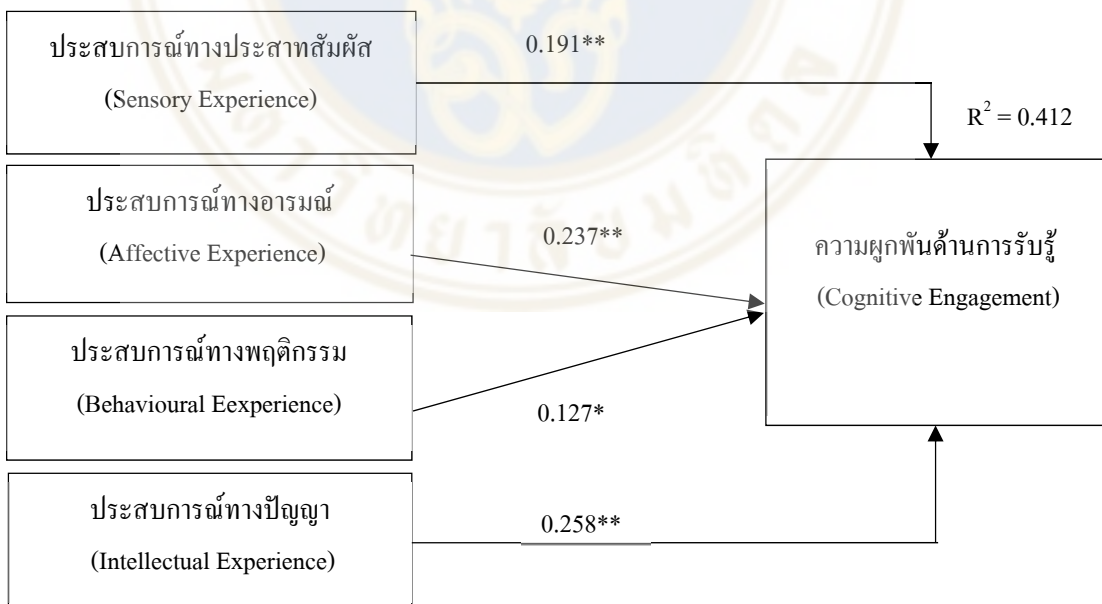 ประสบการณ์ทางประสาทสัมผัส
(Sensory Experience)
0.191**
R² = 0.412
ประสบการณ์ทางอารมณ์
(Affective Experience)
0.237**
ความผูกพันด้านการรับรู้
(Cognitive Engagement)
ประสบการณ์ทางพฤติกรรม
(Behavioural Eexperience)
0.127*
ประสบการณ์ทางปัญญา
(Intellectual Experience)
0.258**